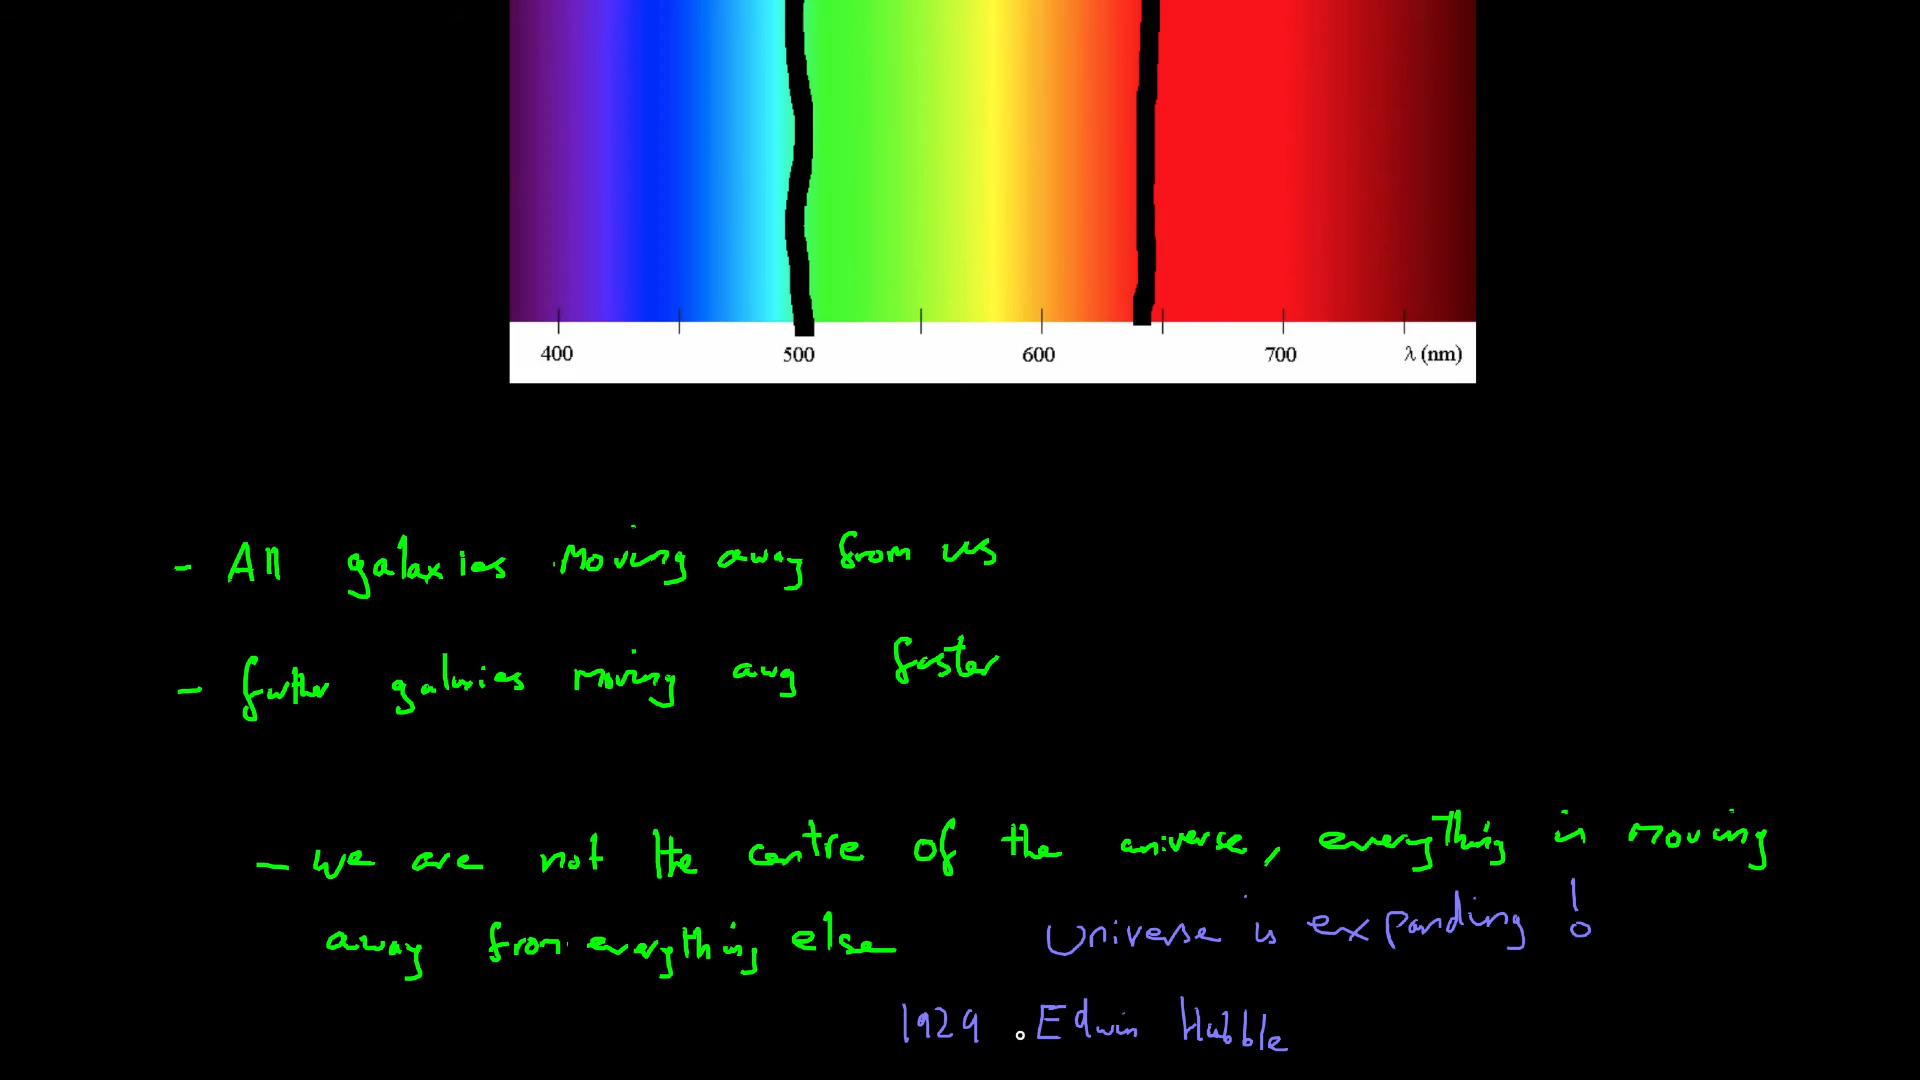 400 500 600 700 λ (nm)
- All galaxies moving away from us
- further galaxies moving awy faster
- we are not the centre of the universe, everything is moving
away from everything else Universe is expanding !
1929 . Edwin Hubble